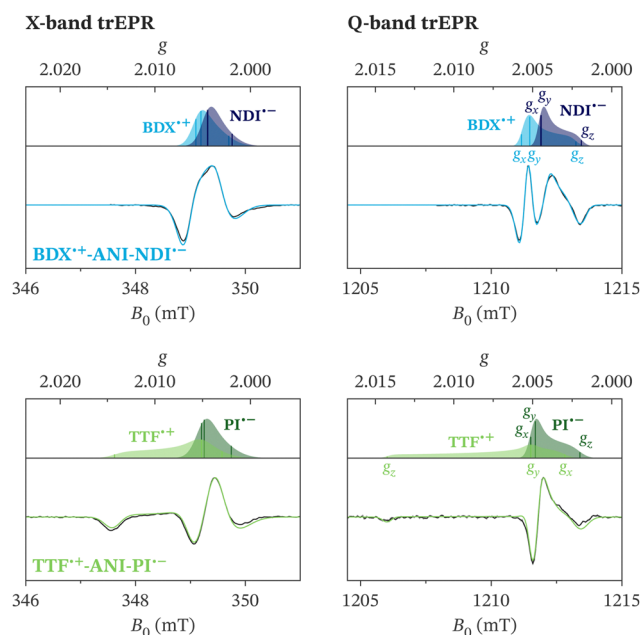 X-band trEPR
Q-band trEPR
g
g
2.020 2.010 2.000
2.015 2.010 2.005 2.000
BDX•+ NDI•−
BDX•+ gx gy NDI•− gz
gx gy gz
BDX•+-ANI-NDI•−
346 348 350
1205 1210 1215
B0 (mT)
B0 (mT)
g
g
2.020 2.010 2.000
2.015 2.010 2.005 2.000
TTF•+ PI•−
TTF•+ gx gy PI•− gz
gz gy gx
TTF•+-ANI-PI•−
346 348 350
1205 1210 1215
B0 (mT)
B0 (mT)